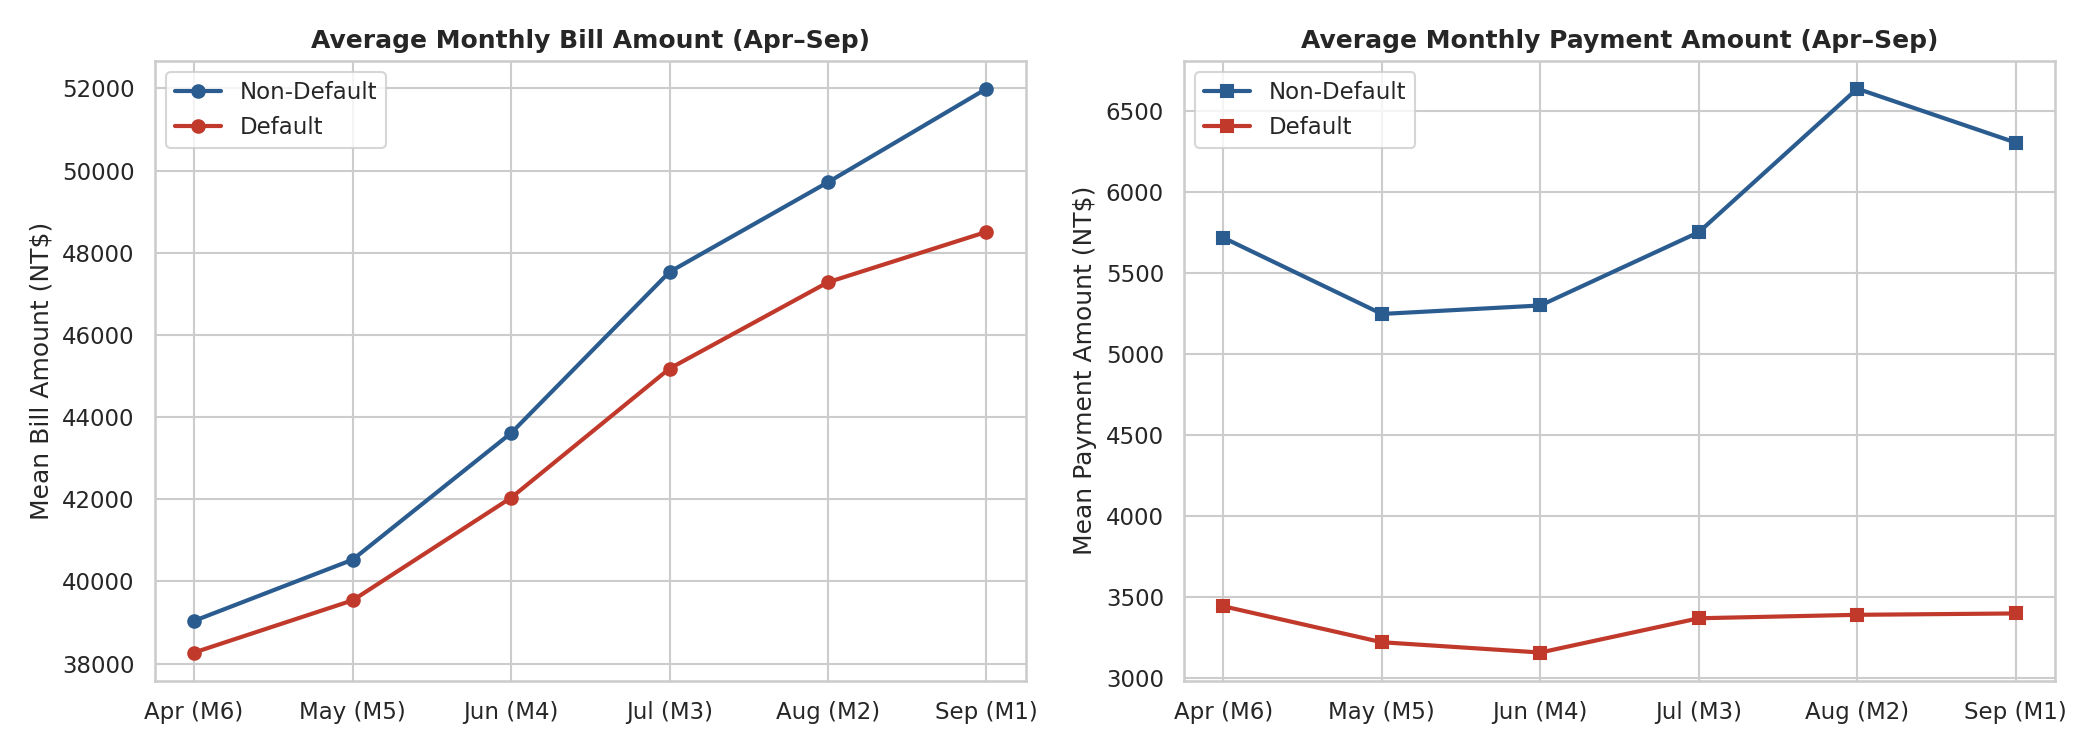 Average Monthly Bill Amount (Apr–Sep)
Non-Default
Default
Mean Bill Amount (NT$)
52000
50000
48000
46000
44000
42000
40000
38000
Apr (M6) May (M5) Jun (M4) Jul (M3) Aug (M2) Sep (M1)
Average Monthly Payment Amount (Apr–Sep)
Non-Default
Default
Mean Payment Amount (NT$)
6500
6000
5500
5000
4500
4000
3500
3000
Apr (M6) May (M5) Jun (M4) Jul (M3) Aug (M2) Sep (M1)